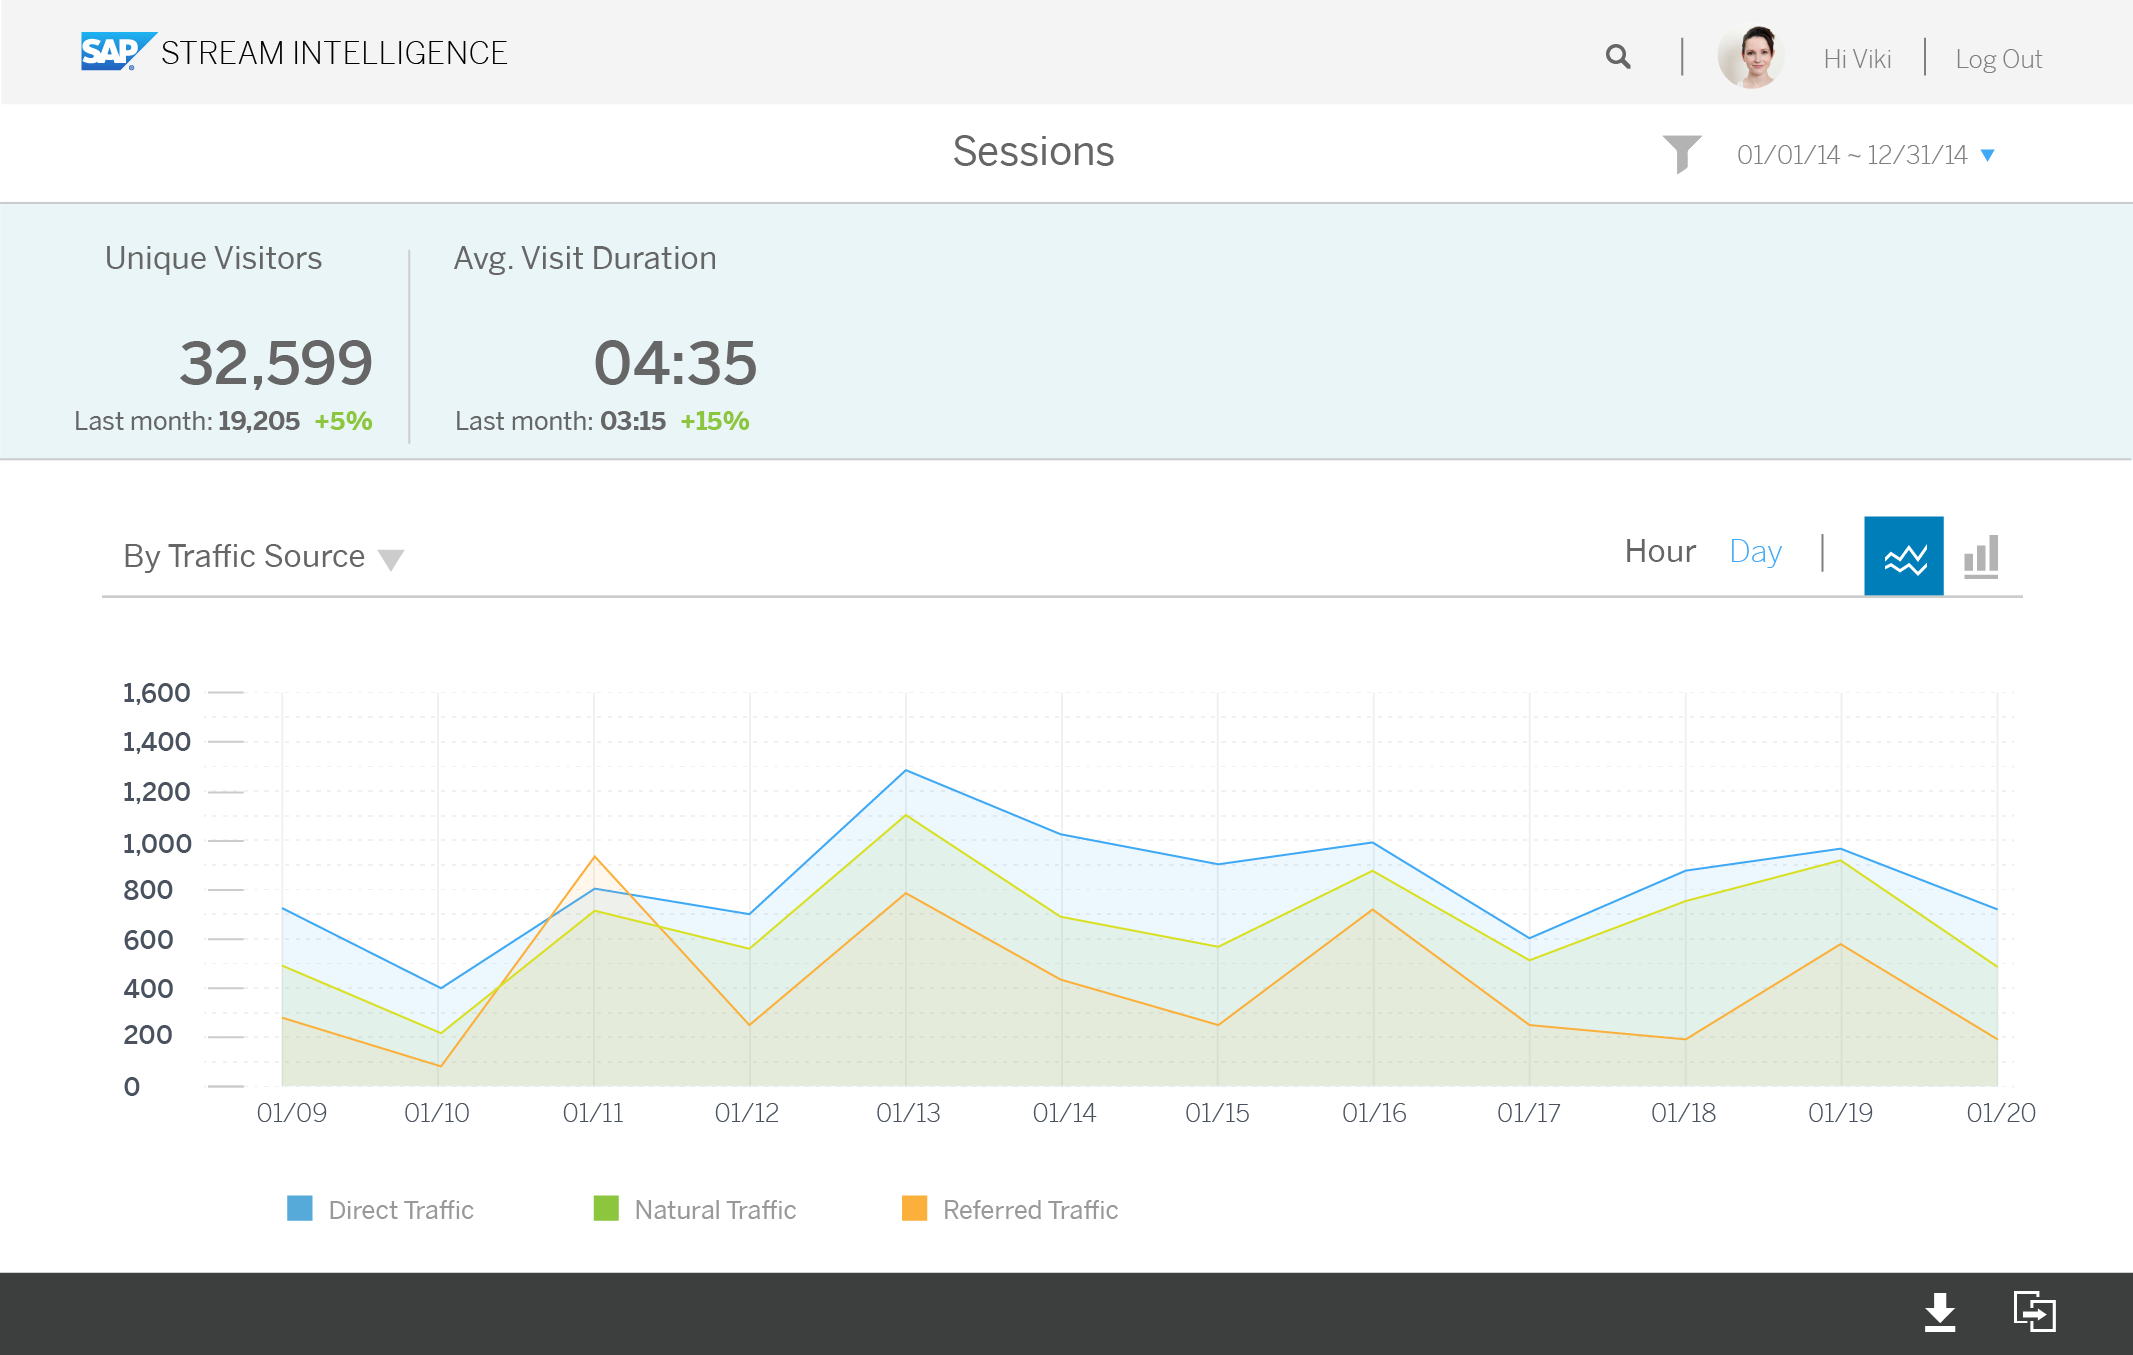 SAP® STREAM INTELLIGENCE
Hi Viki
Log Out
Sessions
01/01/14 ~ 12/31/14
Unique Visitors
32,599
Last month: 19,205 +5%
Avg. Visit Duration
04:35
Last month: 03:15 +15%
By Traffic Source
Hour Day
1,600
1,400
1,200
1,000
800
600
400
200
0
01/09 01/10 01/11 01/12 01/13 01/14 01/15 01/16 01/17 01/18 01/19 01/20
Direct Traffic Natural Traffic Referred Traffic